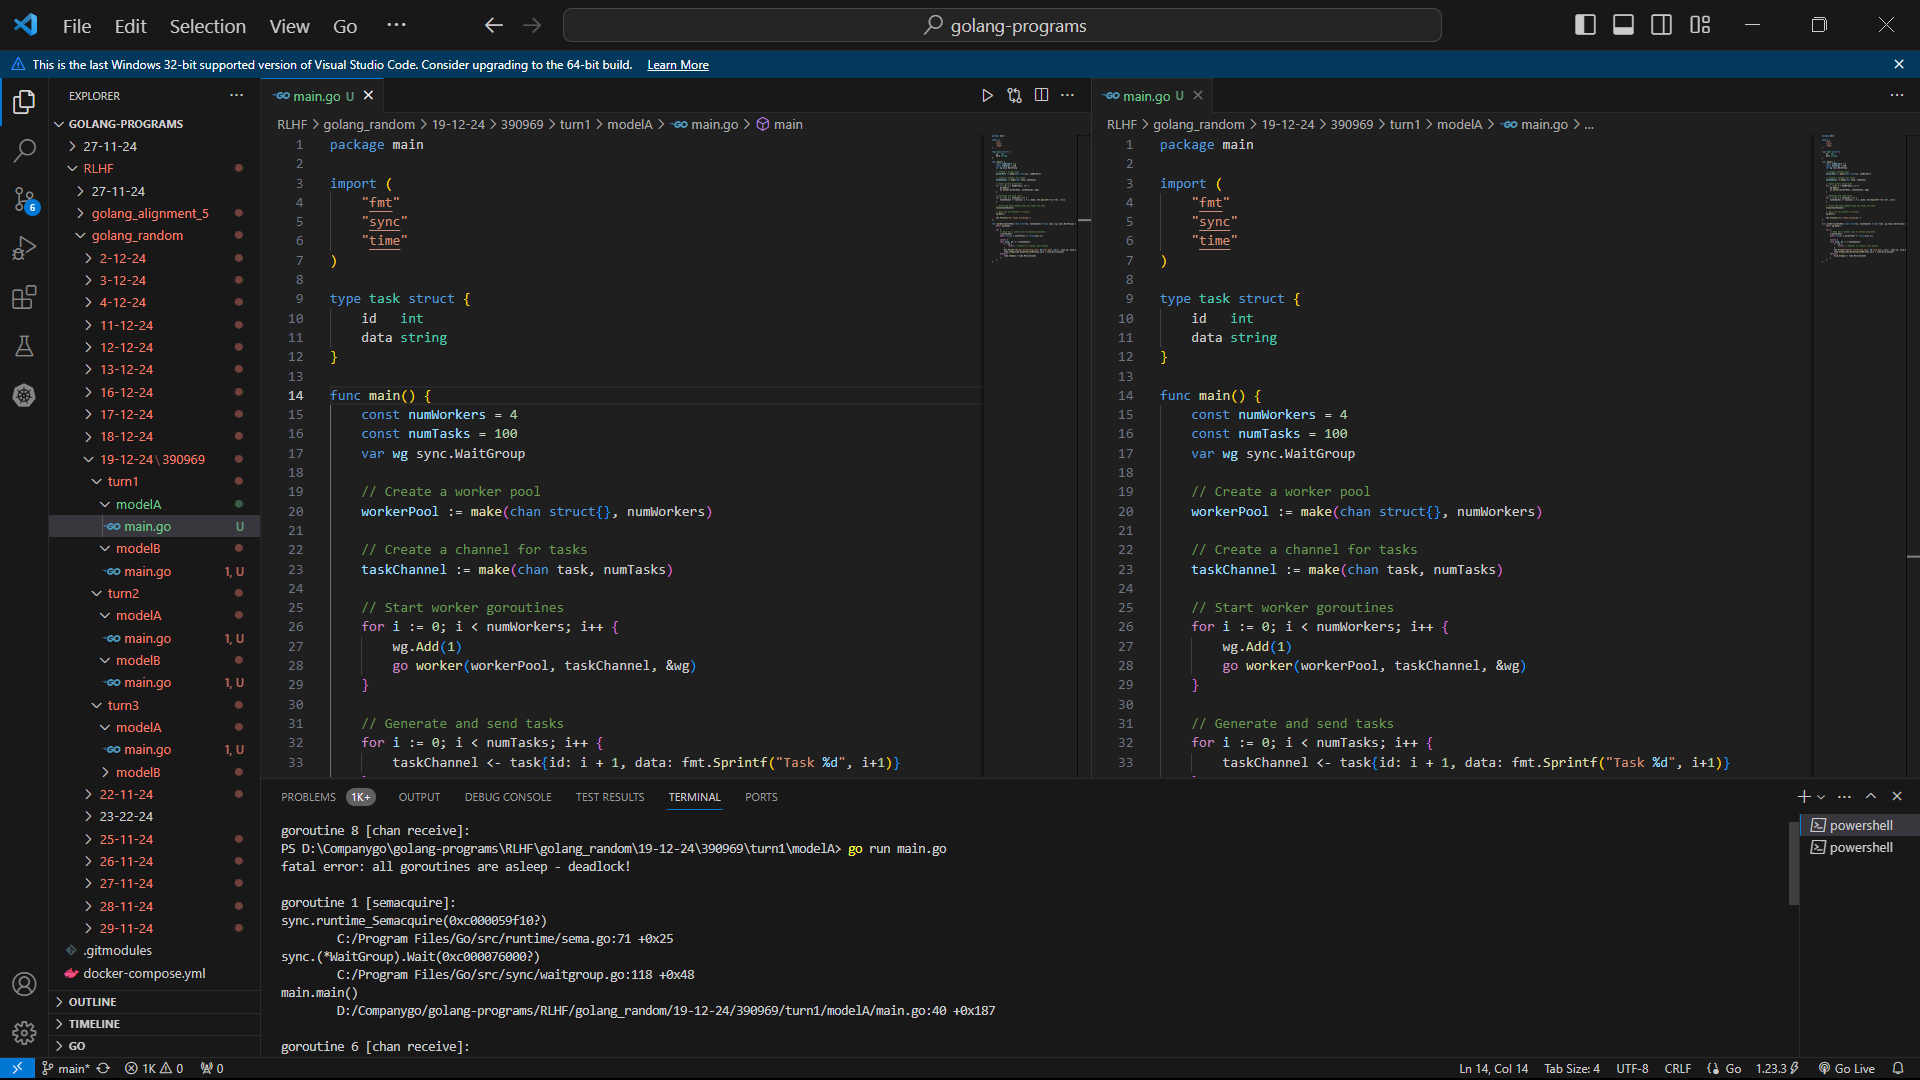 File Edit Selection View Go ···
golang-programs
This is the last Windows 32-bit supported version of Visual Studio Code. Consider upgrading to the 64-bit build. Learn More
EXPLORER
GOLANG-PROGRAMS
27-11-24
RLHF
27-11-24
golang_alignment_5
golang_random
2-12-24
3-12-24
4-12-24
11-12-24
12-12-24
13-12-24
16-12-24
17-12-24
18-12-24
19-12-24\390969
turn1
modelA
main.go U
modelB
main.go 1, U
turn2
modelA
main.go 1, U
modelB
main.go 1, U
turn3
modelA
main.go 1, U
modelB
22-11-24
23-22-24
25-11-24
26-11-24
27-11-24
28-11-24
29-11-24
.gitmodules
docker-compose.yml
OUTLINE
TIMELINE
GO
6
main.go U
RLHF > golang_random > 19-12-24 > 390969 > turn1 > modelA > main.go > main
1 package main
2
3 import (
4 "fmt"
5 "sync"
6 "time"
7 )
8
9 type task struct {
10 id int
11 data string
12 }
13
14 func main() {
15 const numWorkers = 4
16 const numTasks = 100
17 var wg sync.WaitGroup
18
19 // Create a worker pool
20 workerPool := make(chan struct{}, numWorkers)
21
22 // Create a channel for tasks
23 taskChannel := make(chan task, numTasks)
24
25 // Start worker goroutines
26 for i := 0; i < numWorkers; i++ {
27 wg.Add(1)
28 go worker(workerPool, taskChannel, &wg)
29 }
30
31 // Generate and send tasks
32 for i := 0; i < numTasks; i++ {
33 taskChannel <- task{id: i + 1, data: fmt.Sprintf("Task %d", i+1)}
main.go U
RLHF > golang_random > 19-12-24 > 390969 > turn1 > modelA > main.go > ...
1 package main
2
3 import (
4 "fmt"
5 "sync"
6 "time"
7 )
8
9 type task struct {
10 id int
11 data string
12 }
13
14 func main() {
15 const numWorkers = 4
16 const numTasks = 100
17 var wg sync.WaitGroup
18
19 // Create a worker pool
20 workerPool := make(chan struct{}, numWorkers)
21
22 // Create a channel for tasks
23 taskChannel := make(chan task, numTasks)
24
25 // Start worker goroutines
26 for i := 0; i < numWorkers; i++ {
27 wg.Add(1)
28 go worker(workerPool, taskChannel, &wg)
29 }
30
31 // Generate and send tasks
32 for i := 0; i < numTasks; i++ {
33 taskChannel <- task{id: i + 1, data: fmt.Sprintf("Task %d", i+1)}
PROBLEMS 1K+ OUTPUT DEBUG CONSOLE TEST RESULTS TERMINAL PORTS
goroutine 8 [chan receive]:
PS D:\Companygo\golang-programs\RLHF\golang_random\19-12-24\390969\turn1\modelA> go run main.go
fatal error: all goroutines are asleep - deadlock!

goroutine 1 [semacquire]:
sync.runtime_Semacquire(0xc000059f10?)
C:/Program Files/Go/src/runtime/sema.go:71 +0x25
sync.(*WaitGroup).Wait(0xc000076000?)
C:/Program Files/Go/src/sync/waitgroup.go:118 +0x48
main.main()
D:/Companygo/golang-programs/RLHF/golang_random/19-12-24/390969/turn1/modelA/main.go:40 +0x187

goroutine 6 [chan receive]:
powershell
powershell
main* 1K 0 0 Ln 14, Col 14 Tab Size: 4 UTF-8 CRLF Go 1.23.3 Go Live